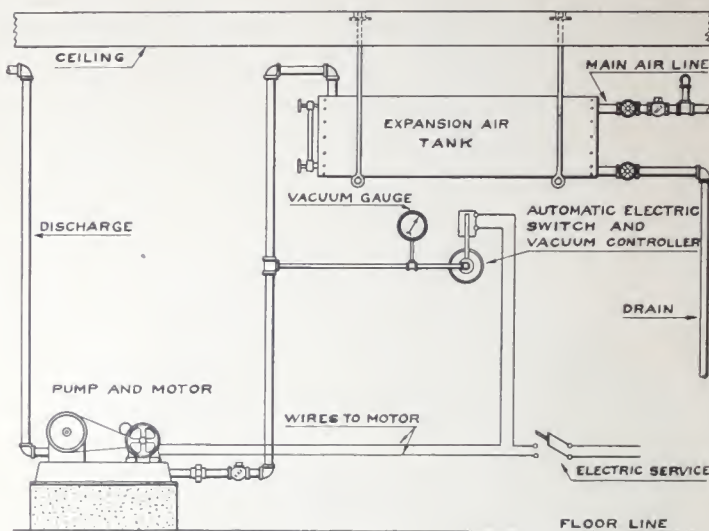 CEILING
MAIN AIR LINE
EXPANSION AIR
TANK
VACUUM GAUGE
AUTOMATIC ELECTRIC
SWITCH AND
VACUUM CONTROLLER
DISCHARGE
DRAIN
PUMP AND MOTOR
WIRES TO MOTOR
ELECTRIC SERVICE
FLOOR LINE